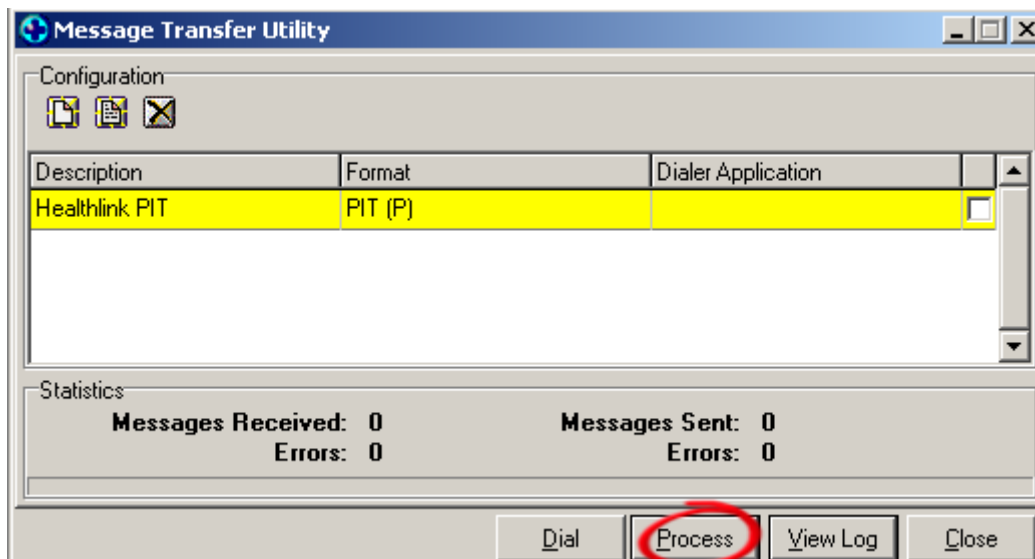 Message Transfer Utility
Configuration
Description Format Dialer Application
Healthlink PIT PIT (P)
Statistics
Messages Received: 0 Messages Sent: 0
Errors: 0 Errors: 0
Dial Process View Log Close